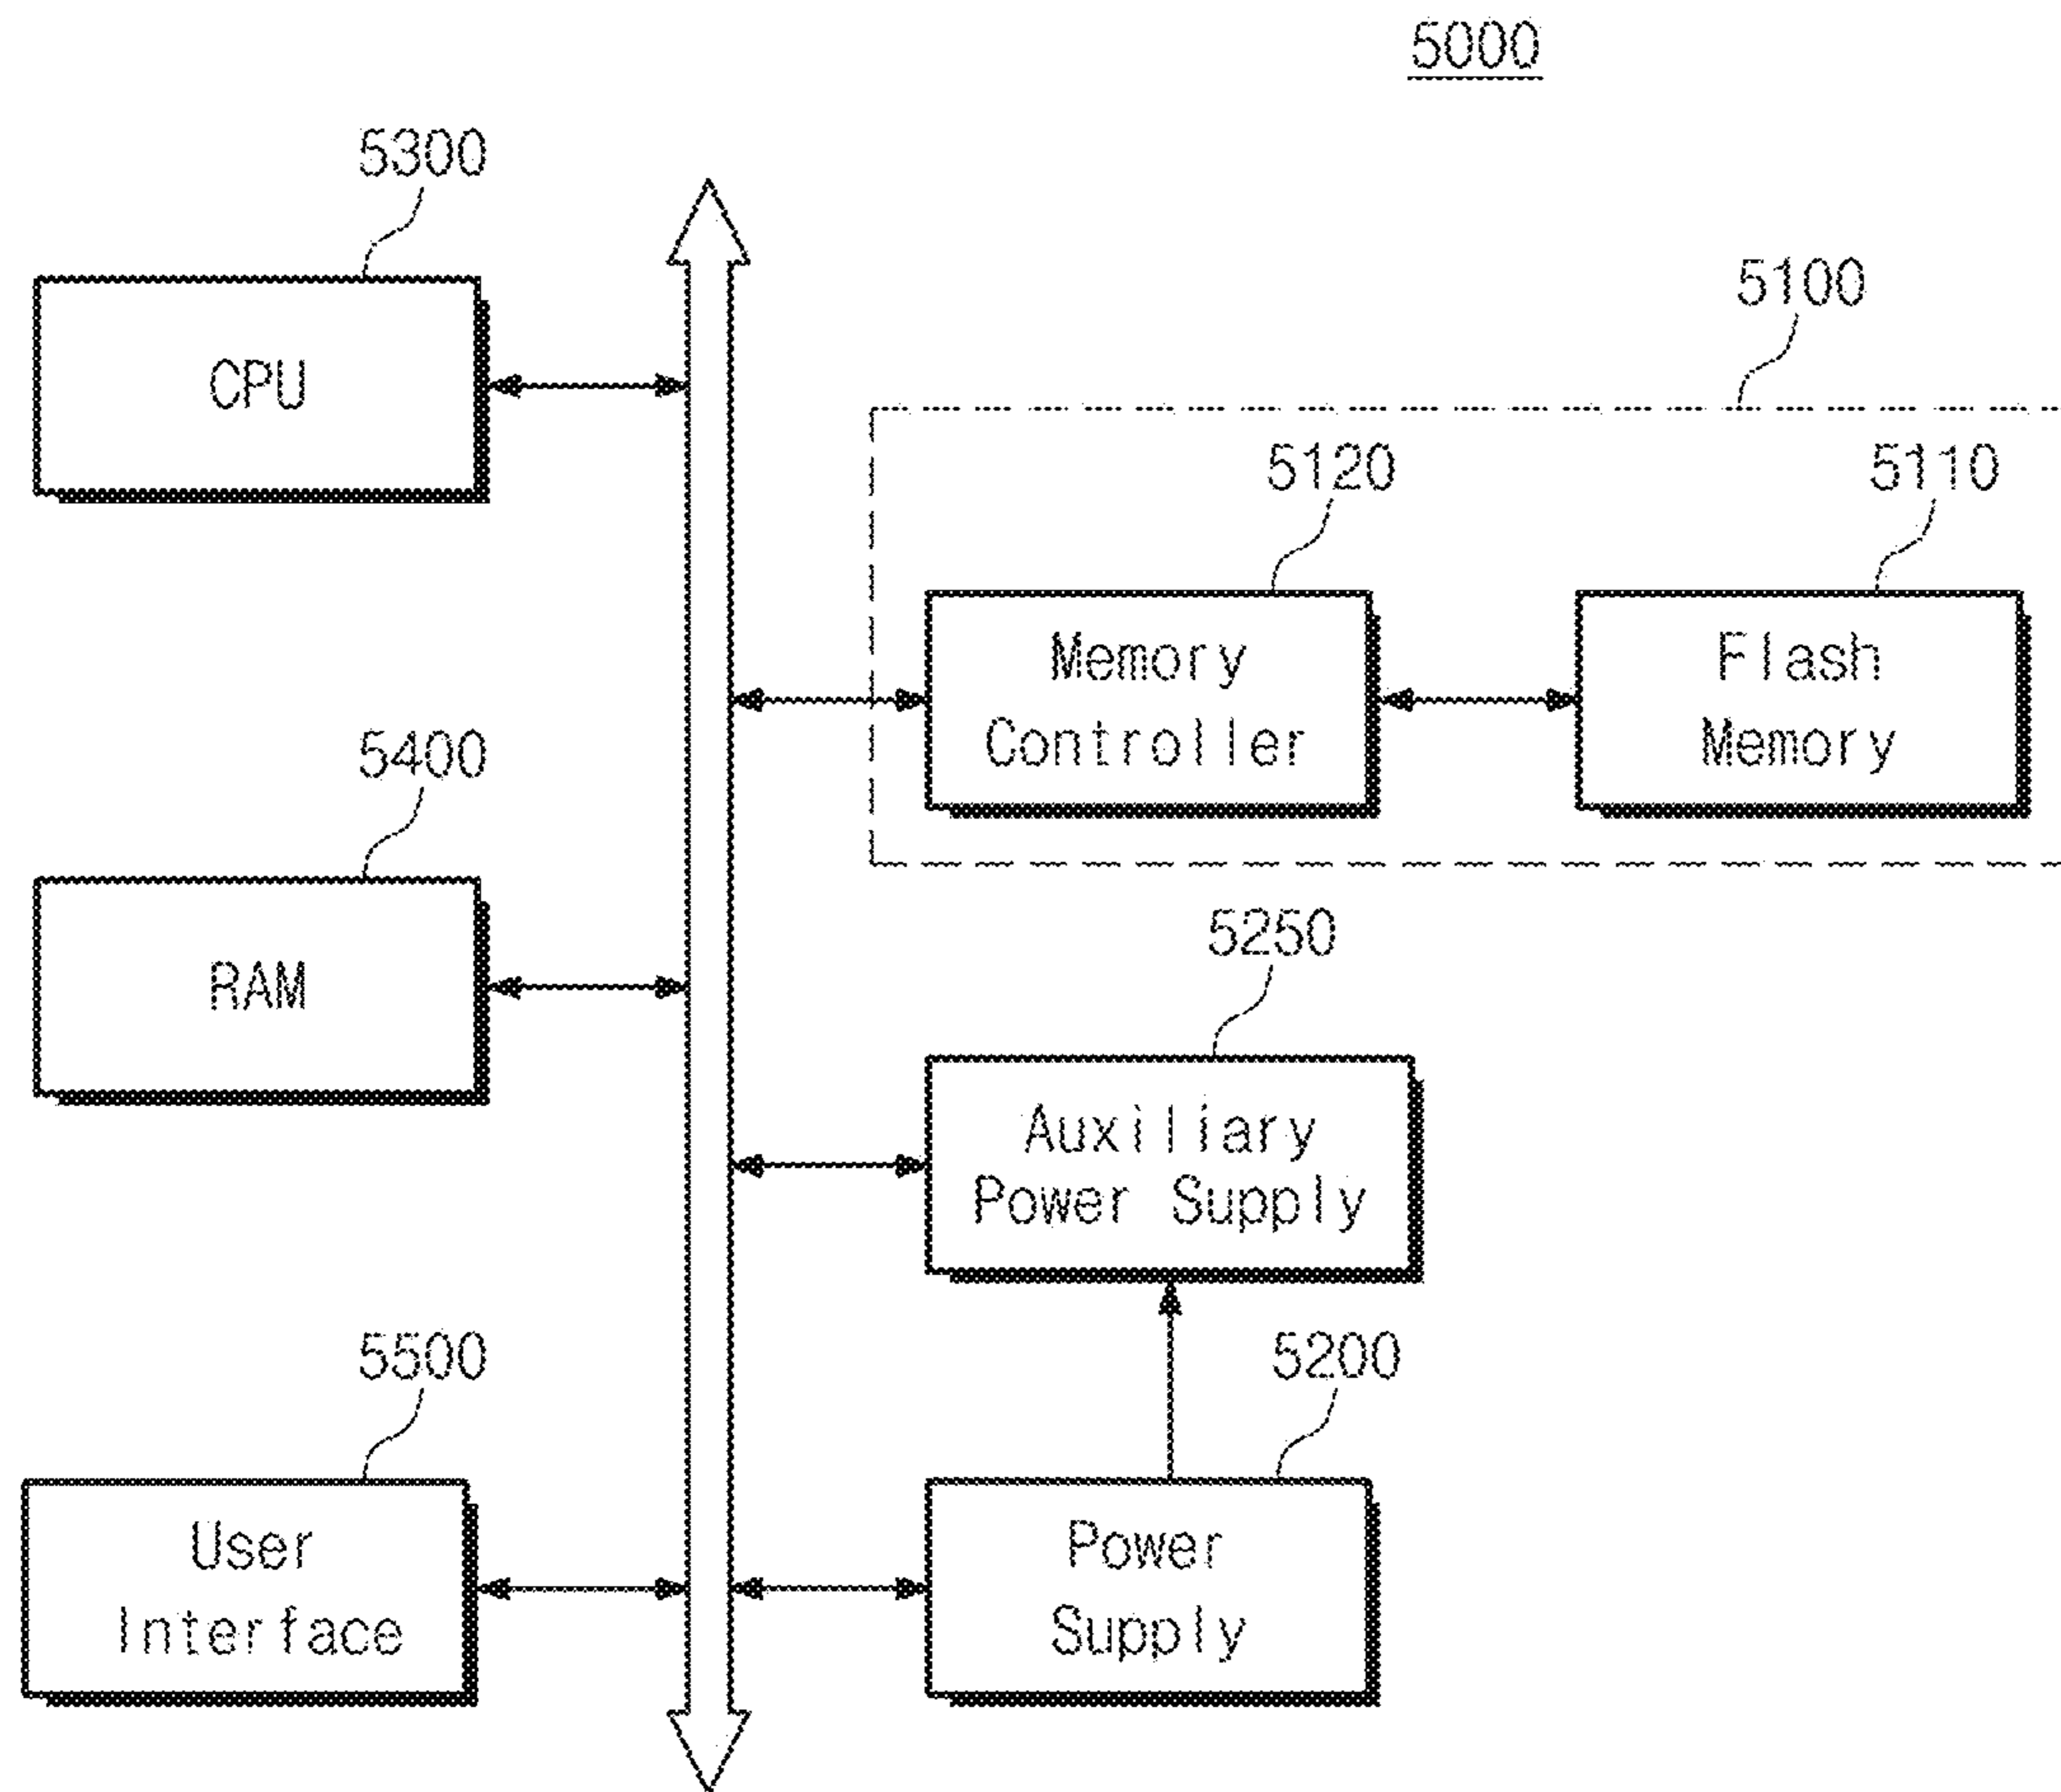 5000
5300
CPU
5100
5120
5110
Memory
Controller
Flash
Memory
5400
RAM
5250
Auxiliary
Power Supply
5500
User
Interface
5200
Power
Supply